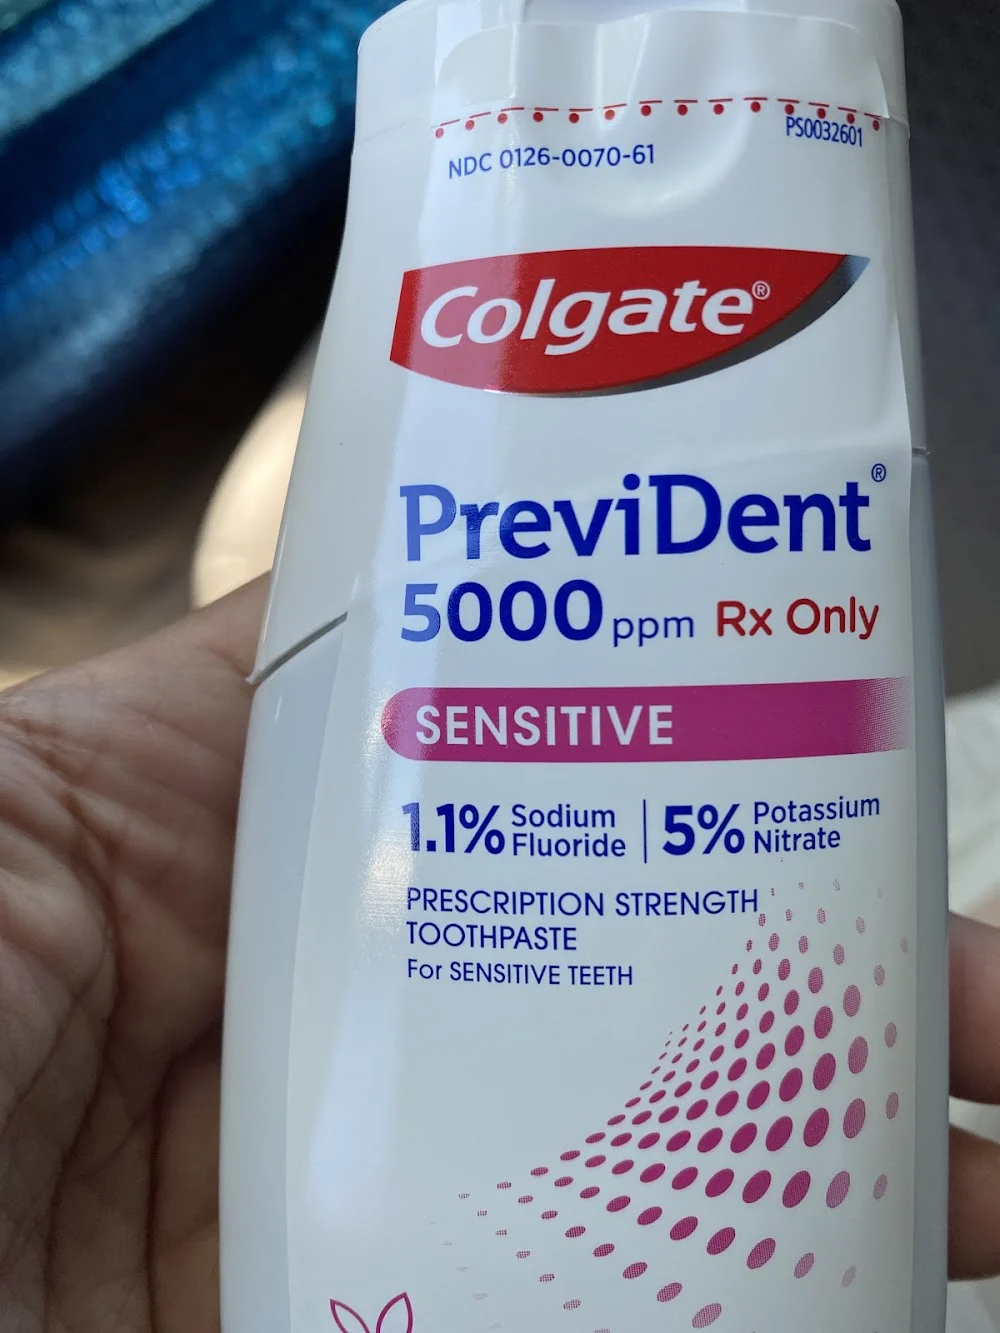 PS0032601
NDC 0126-0070-61
Colgate®
PreviDent®
5000 ppm Rx Only
SENSITIVE
1.1% Sodium Fluoride | 5% Potassium Nitrate
PRESCRIPTION STRENGTH
TOOTHPASTE
For SENSITIVE TEETH